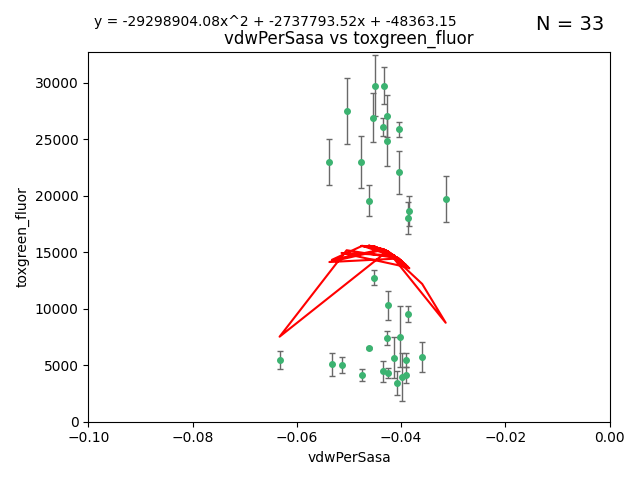 y = -29298904.08x^2 + -2737793.52x + -48363.15
N = 33
vdwPerSasa vs toxgreen_fluor
30000
25000
20000
15000
10000
5000
0
toxgreen_fluor
−0.10
−0.08
−0.06
−0.04
−0.02
0.00
vdwPerSasa